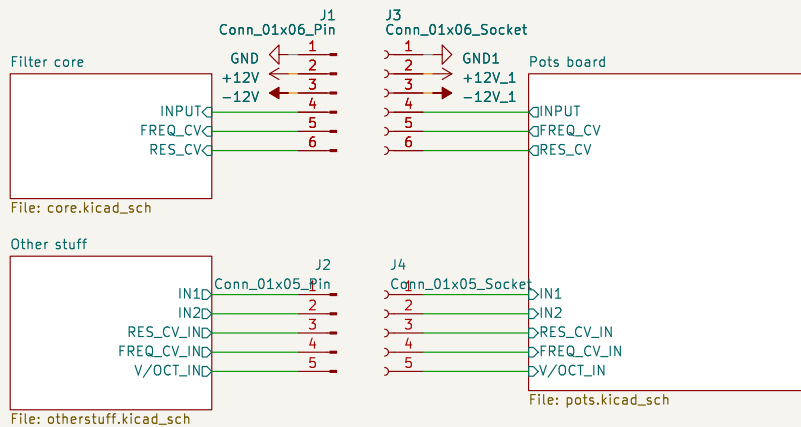 J1
Conn_01x06_Pin
J3
Conn_01x06_Socket
Filter core
GND 1
+12V 2
-12V 3
INPUT 4
FREQ_CV 5
RES_CV 6
File: core.kicad_sch
1 GND1
2 +12V_1
3 -12V_1
4
5
6
Pots board
INPUT
FREQ_CV
RES_CV
Other stuff
J2
Conn_01x05_Pin
J4
Conn_01x05_Socket
IN1 1
IN2 2
RES_CV_IN 3
FREQ_CV_IN 4
V/OCT_IN 5
File: otherstuff.kicad_sch
1 IN1
2 IN2
3 RES_CV_IN
4 FREQ_CV_IN
5 V/OCT_IN
File: pots.kicad_sch